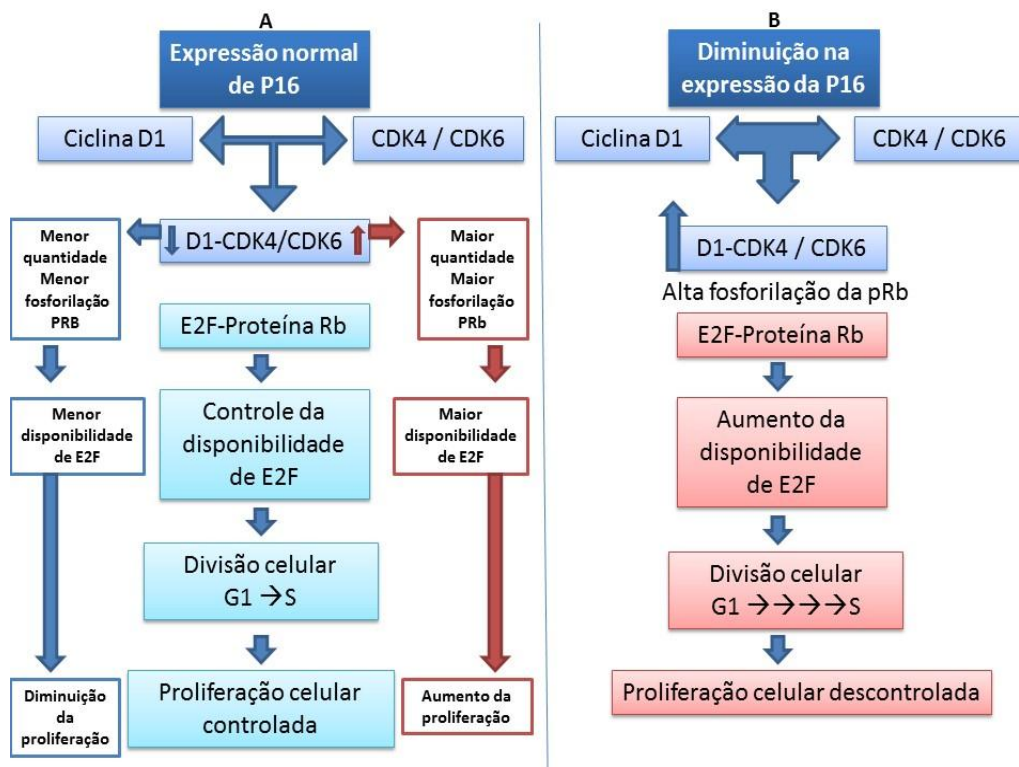 A
Expressão normal
de P16
Ciclina D1
CDK4 / CDK6
D1-CDK4/CDK6
Menor
quantidade
Menor
fosforilação
PRB
Maior
quantidade
Maior
fosforilação
PRb
E2F-Proteína Rb
Menor
disponibilidade
de E2F
Controle da
disponibilidade
de E2F
Maior
disponibilidade
de E2F
Divisão celular
G1 →S
Diminuição
da
proliferação
Proliferação celular
controlada
Aumento da
proliferação
B
Diminuição na
expressão da P16
Ciclina D1
CDK4 / CDK6
D1-CDK4 / CDK6
Alta fosforilação da pRb
E2F-Proteína Rb
Aumento da
disponibilidade
de E2F
Divisão celular
G1 →→→→S
Proliferação celular descontrolada